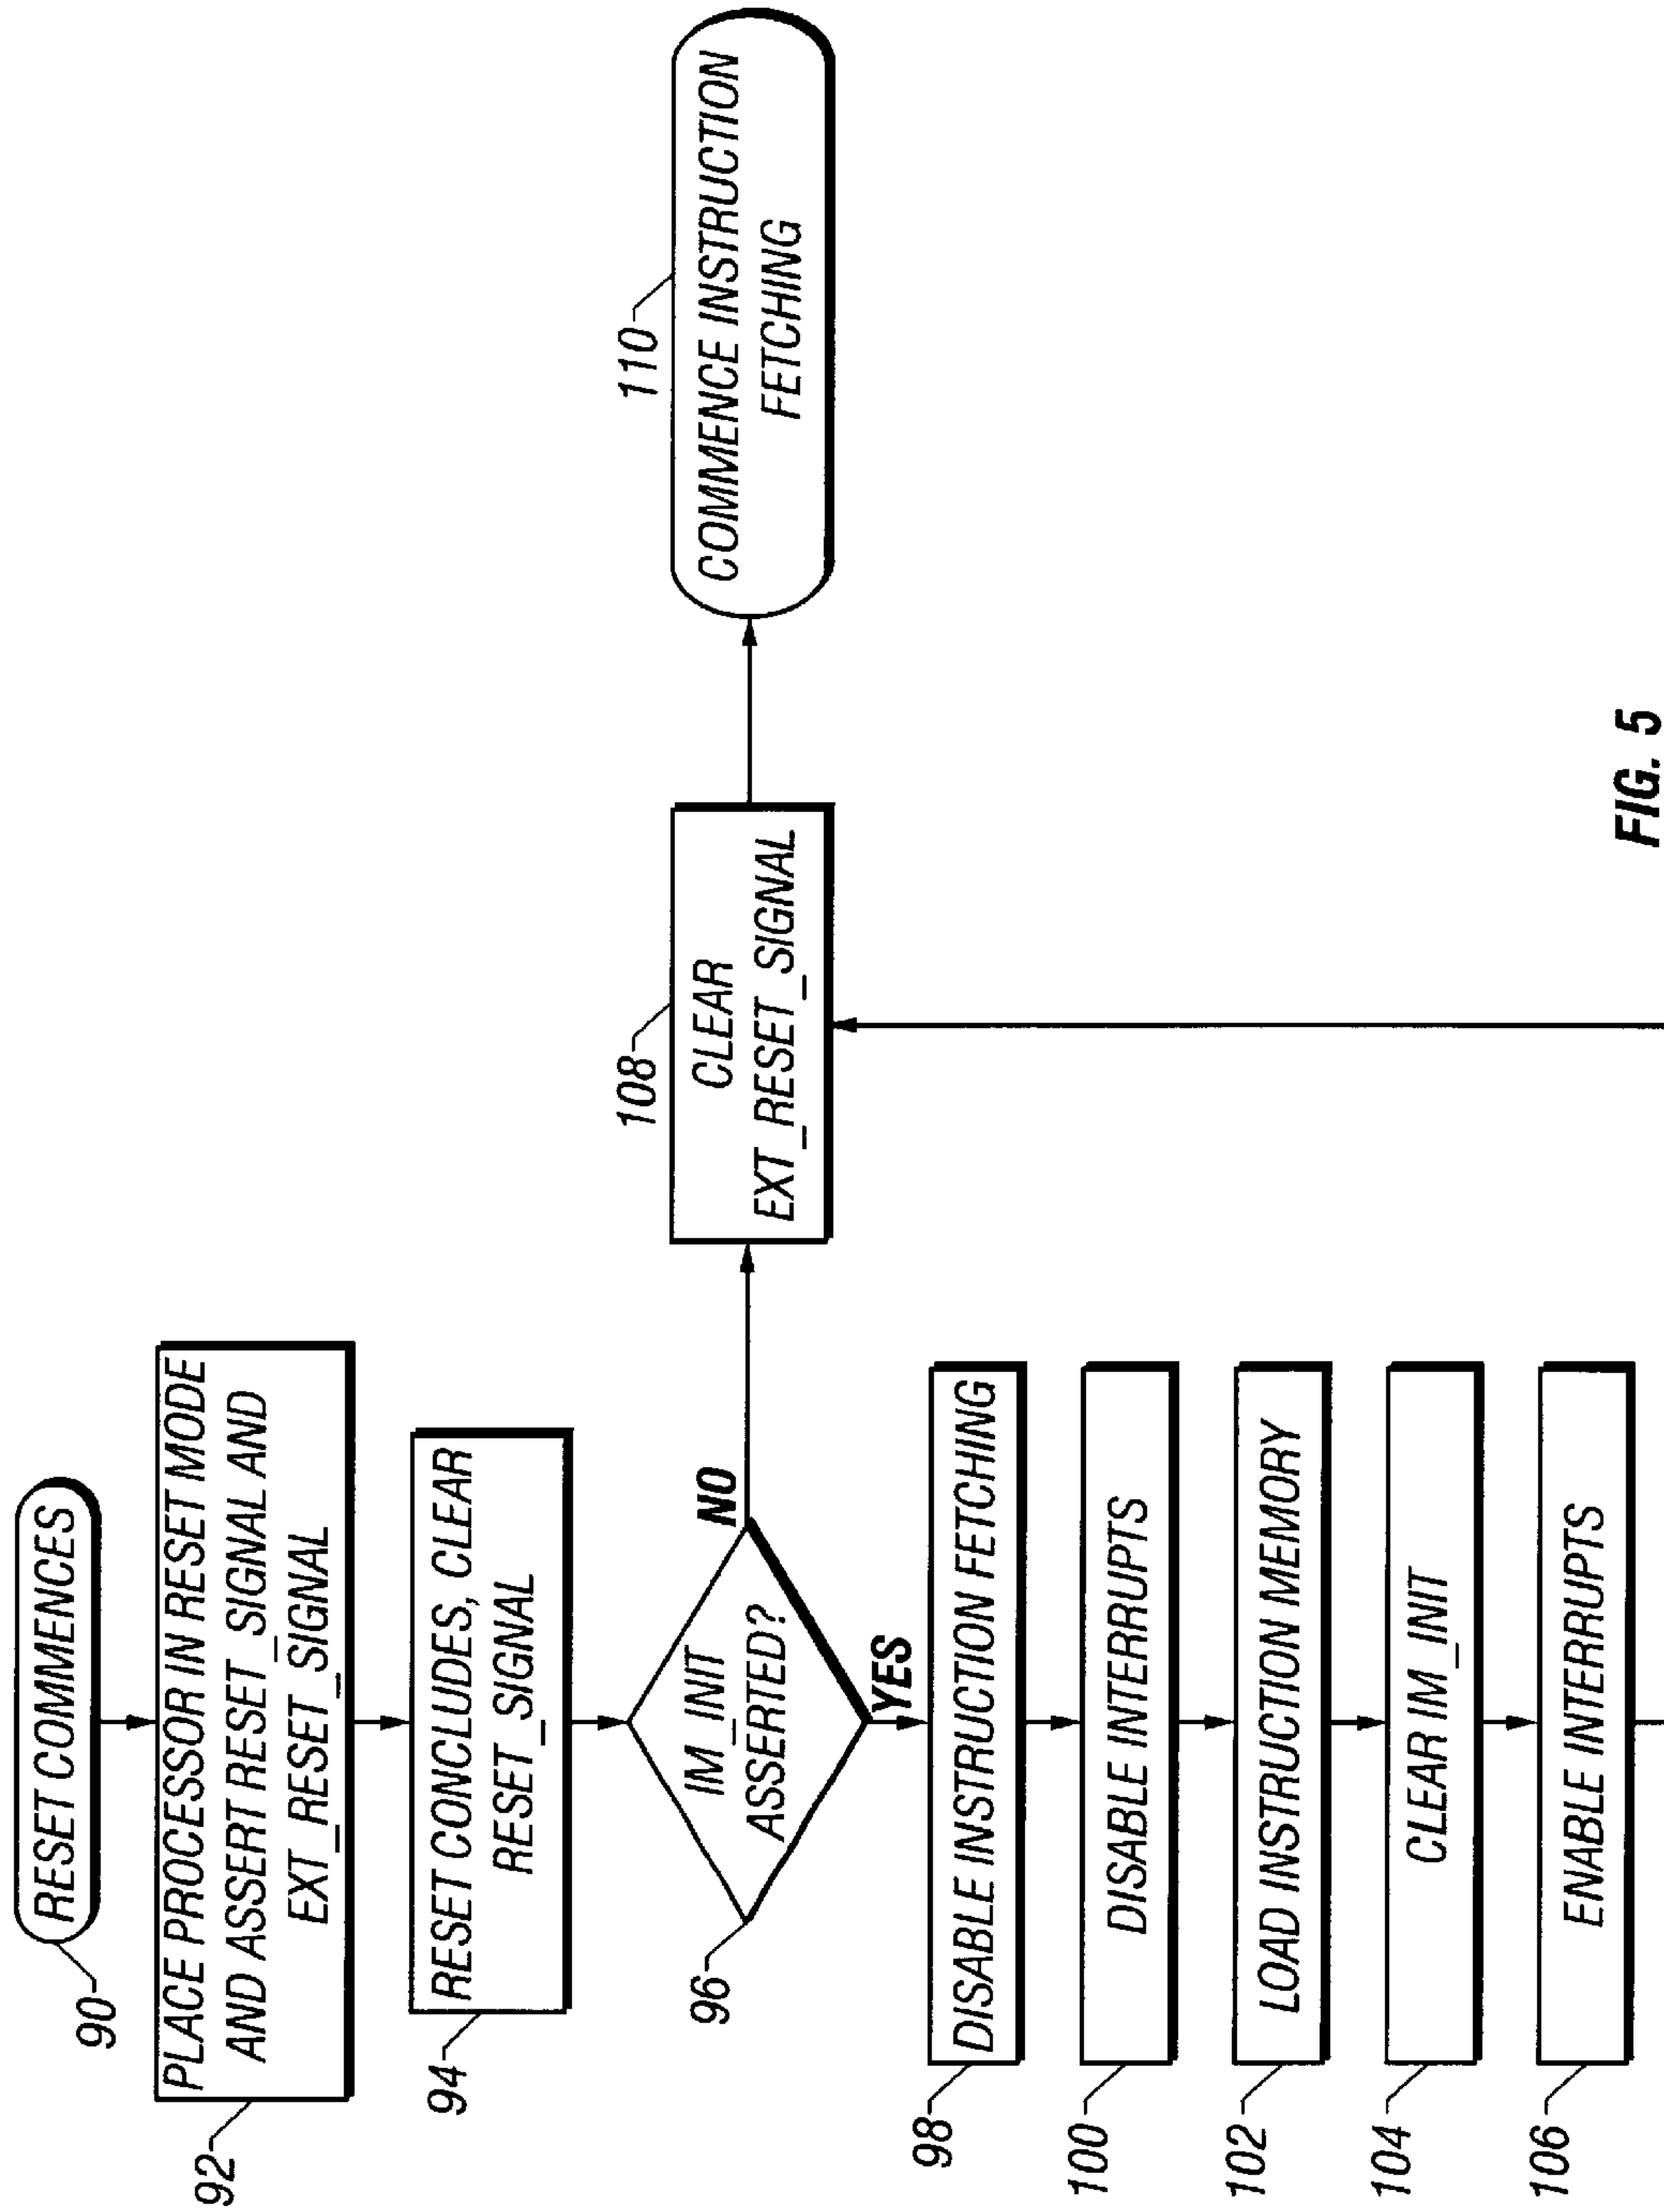 90
RESET COMMENCES
92
PLACE PROCESSOR IN RESET MODE
AND ASSERT RESET_SIGNAL AND
EXT_RESET_SIGNAL
94
RESET CONCLUDES, CLEAR
RESET_SIGNAL
96
IM_INIT
ASSERTED?
NO
YES
98
DISABLE INSTRUCTION FETCHING
100
DISABLE INTERRUPTS
102
LOAD INSTRUCTION MEMORY
104
CLEAR IM_INIT
106
ENABLE INTERRUPTS
108
CLEAR
EXT_RESET_SIGNAL
110
COMMENCE INSTRUCTION
FETCHING
FIG. 5